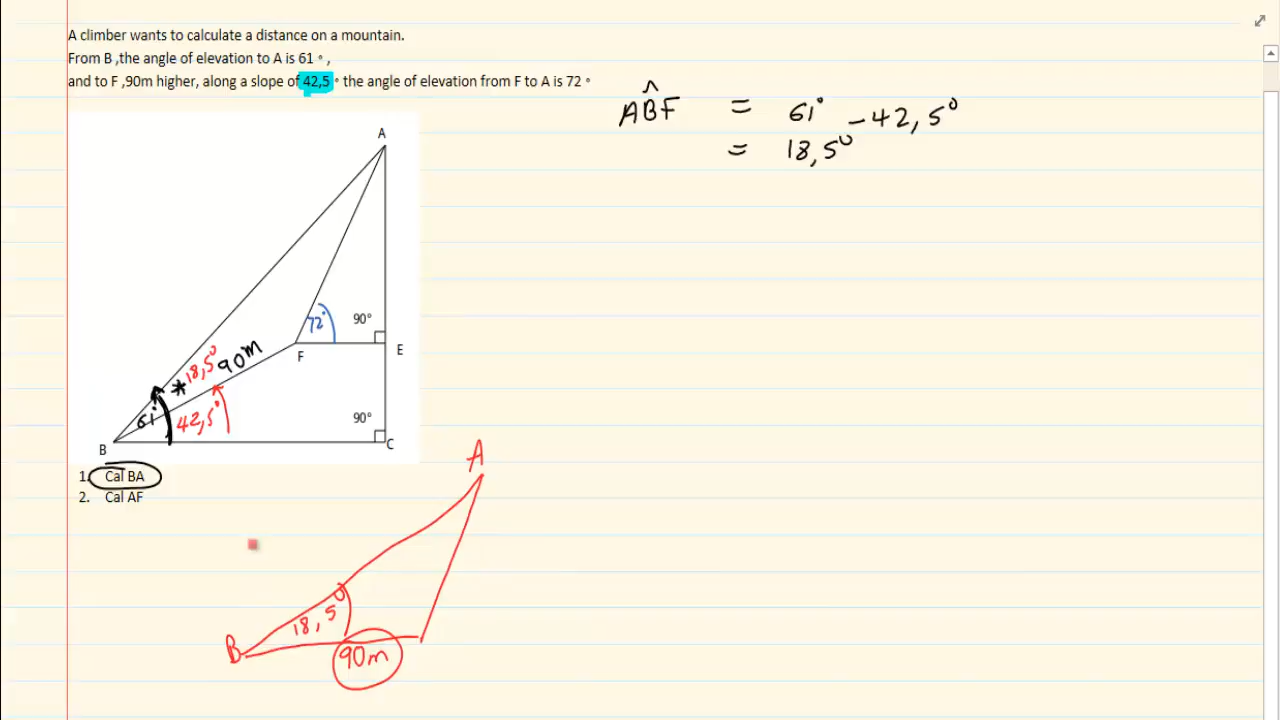 A climber wants to calculate a distance on a mountain.
From B ,the angle of elevation to A is 61 ° ,
and to F ,90m higher, along a slope of 42,5 ° the angle of elevation from F to A is 72 °
AB̂F = 61° - 42,5°
= 18,5°
A
72°
90°
F
E
* 18,5° 90m
61°
42,5°
90°
B
C
1. Cal BA
2. Cal AF
A
18,5°
B
90m